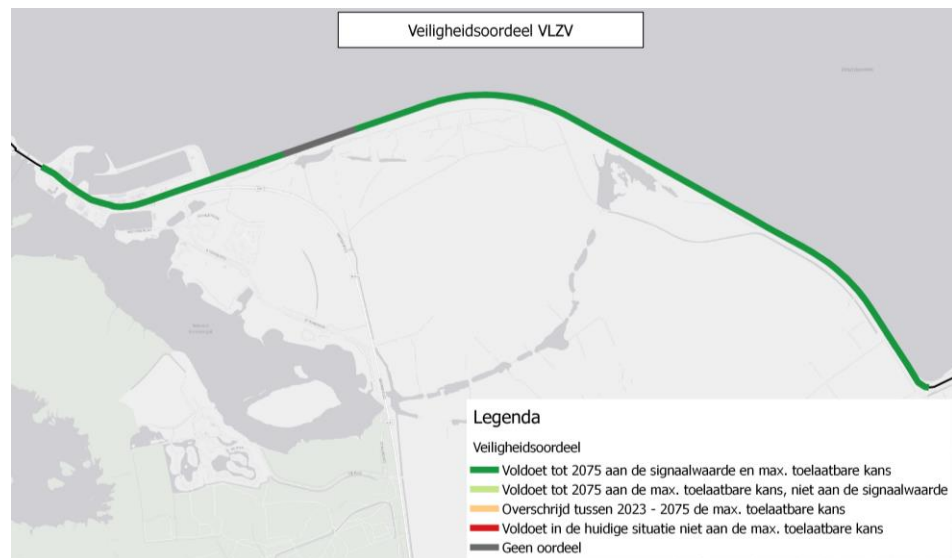 Veiligheidsoordeel VLZV
Legenda
Veiligheidsoordeel
Voldoet tot 2075 aan de signaalwaarde en max. toelaatbare kans
Voldoet tot 2075 aan de max. toelaatbare kans, niet aan de signaalwaarde
Overschrijd tussen 2023 - 2075 de max. toelaatbare kans
Voldoet in de huidige situatie niet aan de max. toelaatbare kans
Geen oordeel